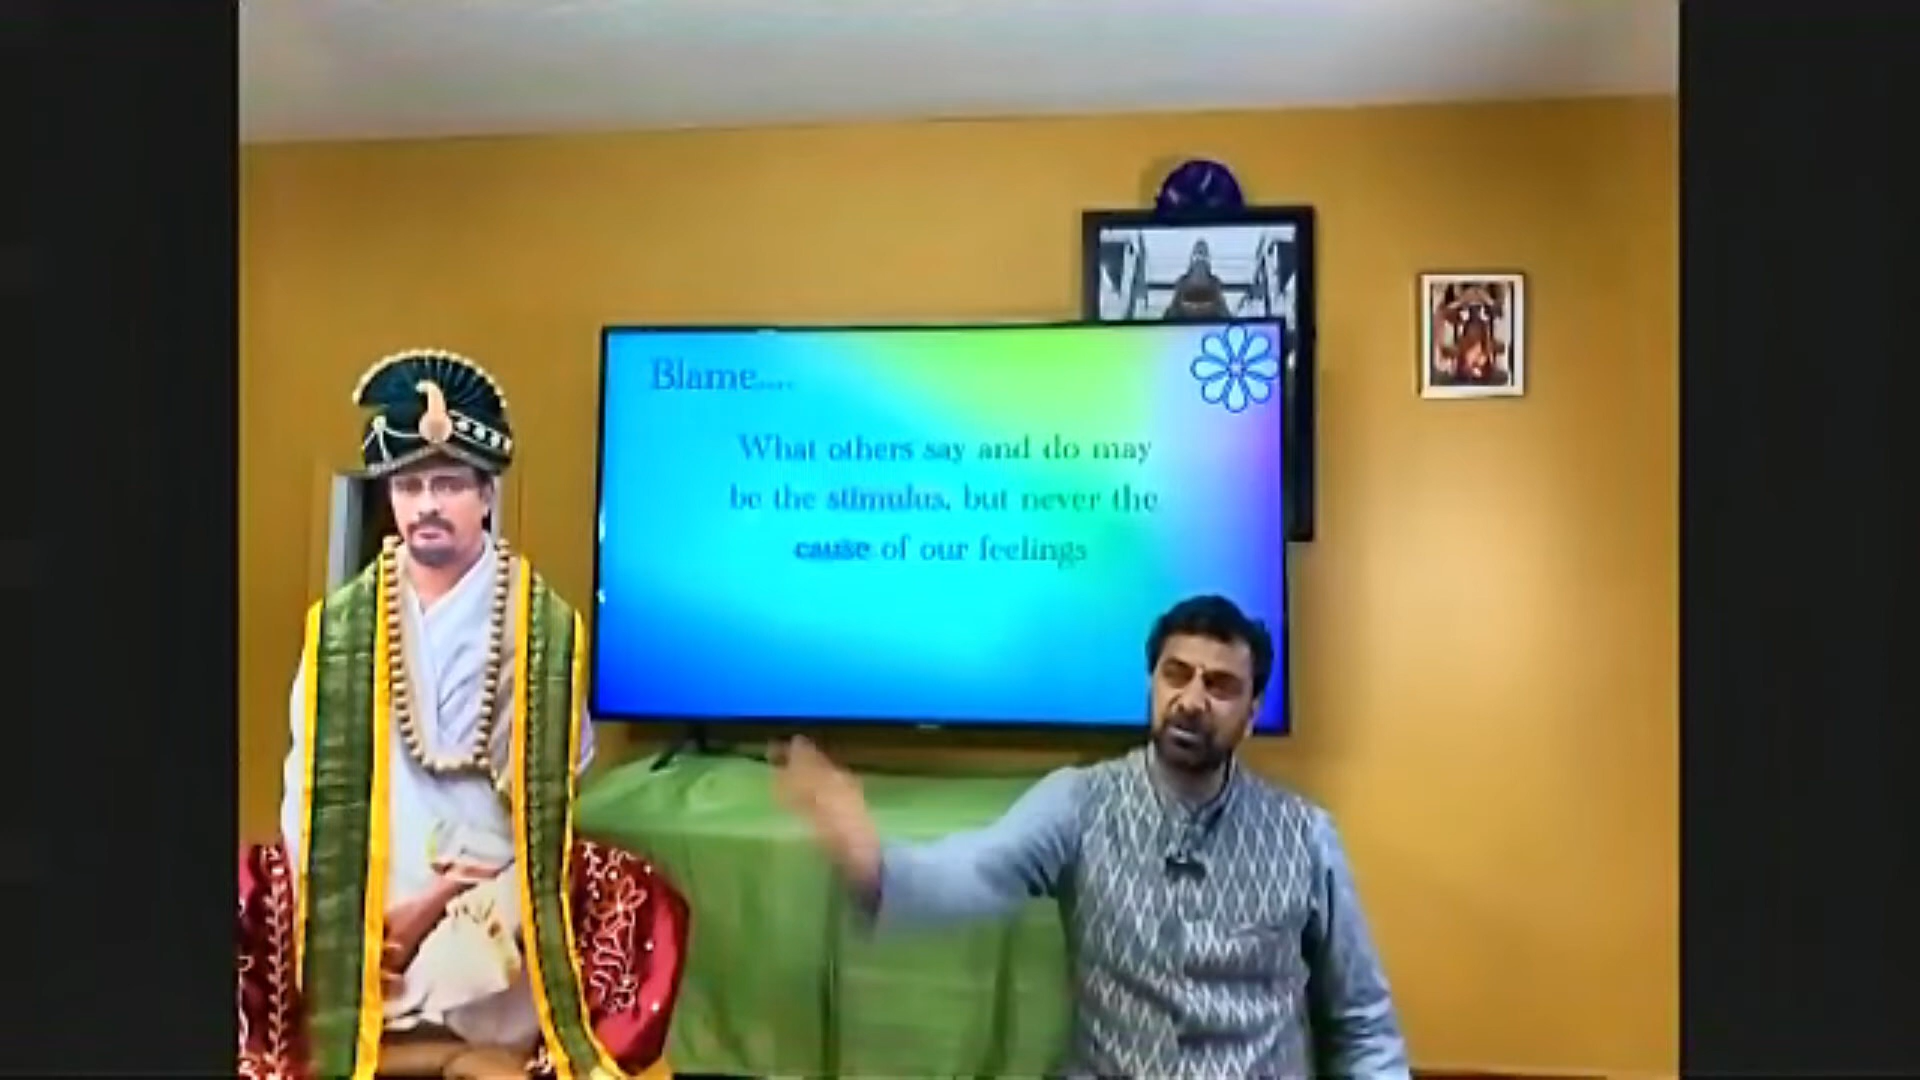 Blame....
What others say and do may
be the stimulus, but never the
cause of our feelings